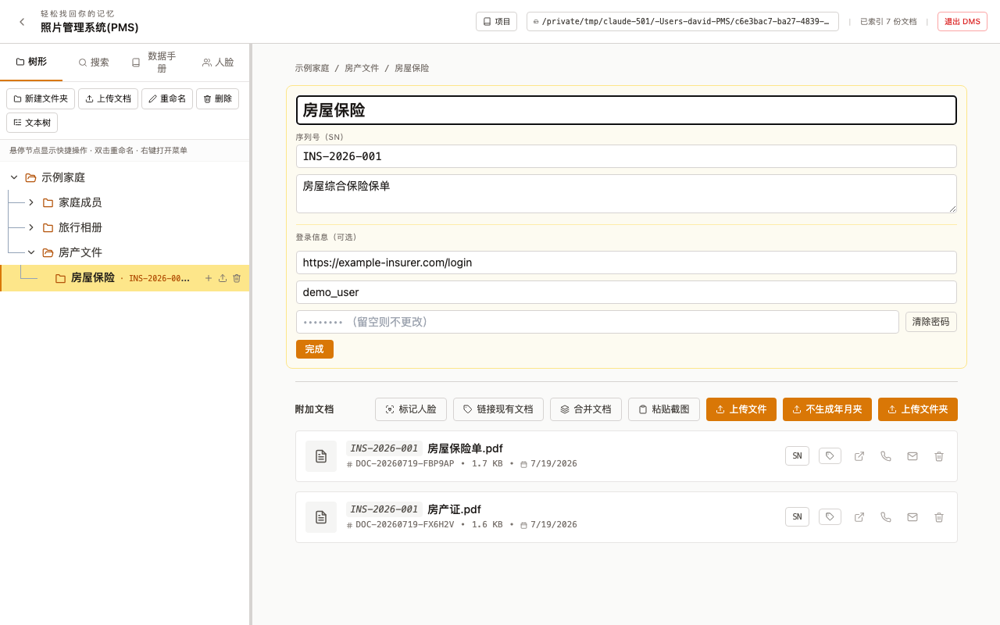 轻松找回你的记忆
照片管理系统(PMS)
项目
/private/tmp/claude-501/-Users-david-PMS/c6e3bac7-ba27-4839-…
已索引 7 份文档
退出 DMS
树形
搜索
数据手册
人脸
新建文件夹
上传文档
重命名
删除
文本树
悬停节点显示快捷操作 · 双击重命名 · 右键打开菜单
示例家庭
家庭成员
旅行相册
房产文件
房屋保险 · INS-2026-00...
示例家庭 / 房产文件 / 房屋保险
房屋保险
序列号 (SN)
INS-2026-001
房屋综合保险保单
登录信息 (可选)
https://example-insurer.com/login
demo_user
•••••••• (留空则不更改)
清除密码
完成
附加文档
标记人脸
链接现有文档
合并文档
粘贴截图
上传文件
不生成年月夹
上传文件夹
INS-2026-001 房屋保险单.pdf
# DOC-20260719-FBP9AP • 1.7 KB • 7/19/2026
SN
INS-2026-001 房产证.pdf
# DOC-20260719-FX6H2V • 1.6 KB • 7/19/2026
SN